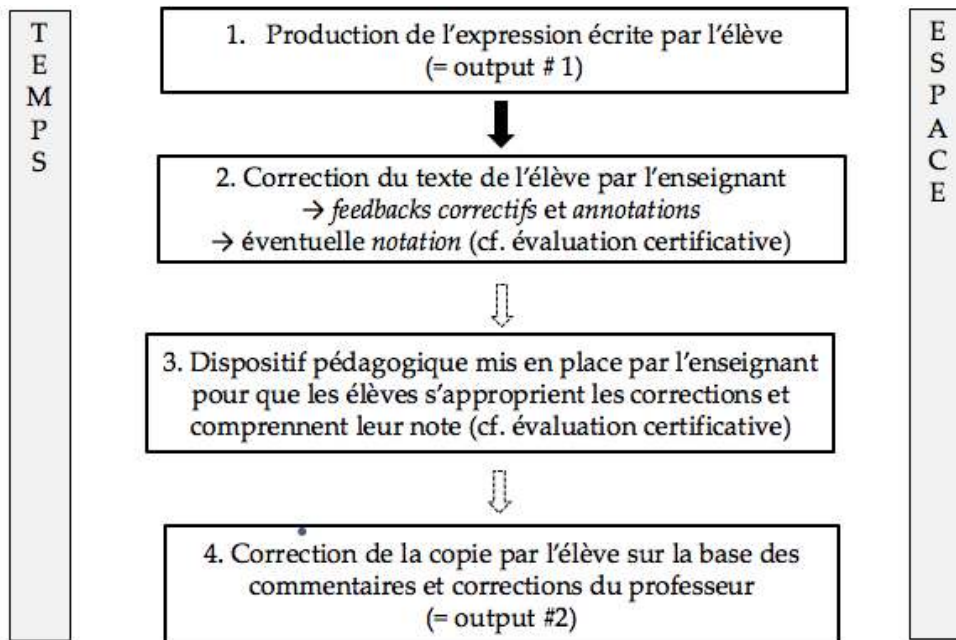 TEMPS
1. Production de l'expression écrite par l'élève
(= output # 1)
2. Correction du texte de l'élève par l'enseignant
→ feedbacks correctifs et annotations
→ éventuelle notation (cf. évaluation certificative)
3. Dispositif pédagogique mis en place par l'enseignant
pour que les élèves s'approprient les corrections et
comprennent leur note (cf. évaluation certificative)
4. Correction de la copie par l'élève sur la base des
commentaires et corrections du professeur
(= output #2)
ESPACE